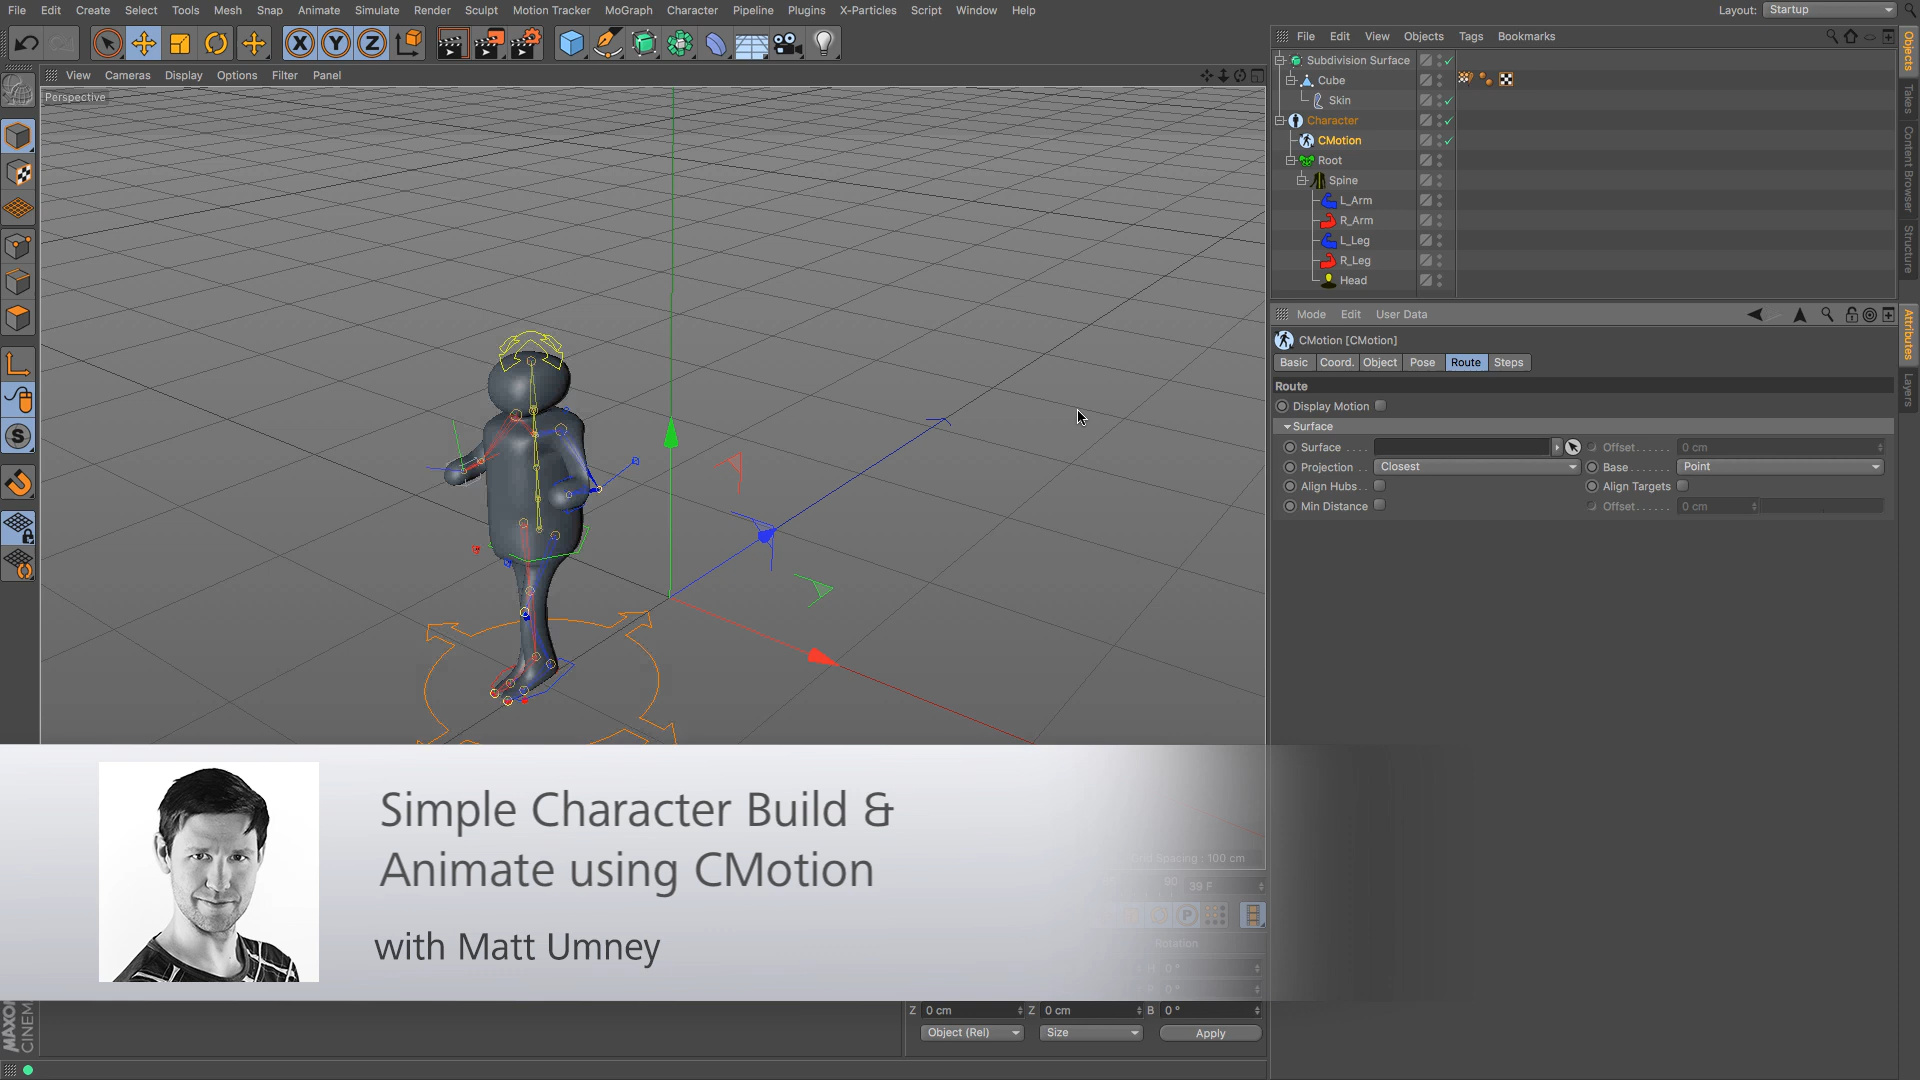 File Edit Create Select Tools Mesh Snap Animate Simulate Render Sculpt Motion Tracker MoGraph Character Pipeline Plugins X-Particles Script Window Help
Layout: Startup
View Cameras Display Options Filter Panel
Perspective
File Edit View Objects Tags Bookmarks
Subdivision Surface
Cube
Skin
Character
CMotion
Root
Spine
L_Arm
R_Arm
L_Leg
R_Leg
Head
Objects
Takes
Content Browser
Structure
Mode Edit User Data
CMotion [CMotion]
Basic Coord. Object Pose Route Steps
Route
Display Motion
Surface
Surface . . . . Offset . . . . . . 0 cm
Projection . . Closest Base . . . . . . . Point
Align Hubs . Align Targets
Min Distance Offset . . . . . . 0 cm
Attributes
Layers
Simple Character Build &
Animate using CMotion
with Matt Umney
Grid Spacing : 100 cm
90 39 F
P
Rotation
0 °
0 °
Z 0 cm Z 0 cm B 0 °
Object (Rel) Size Apply
MAXON
CINEM